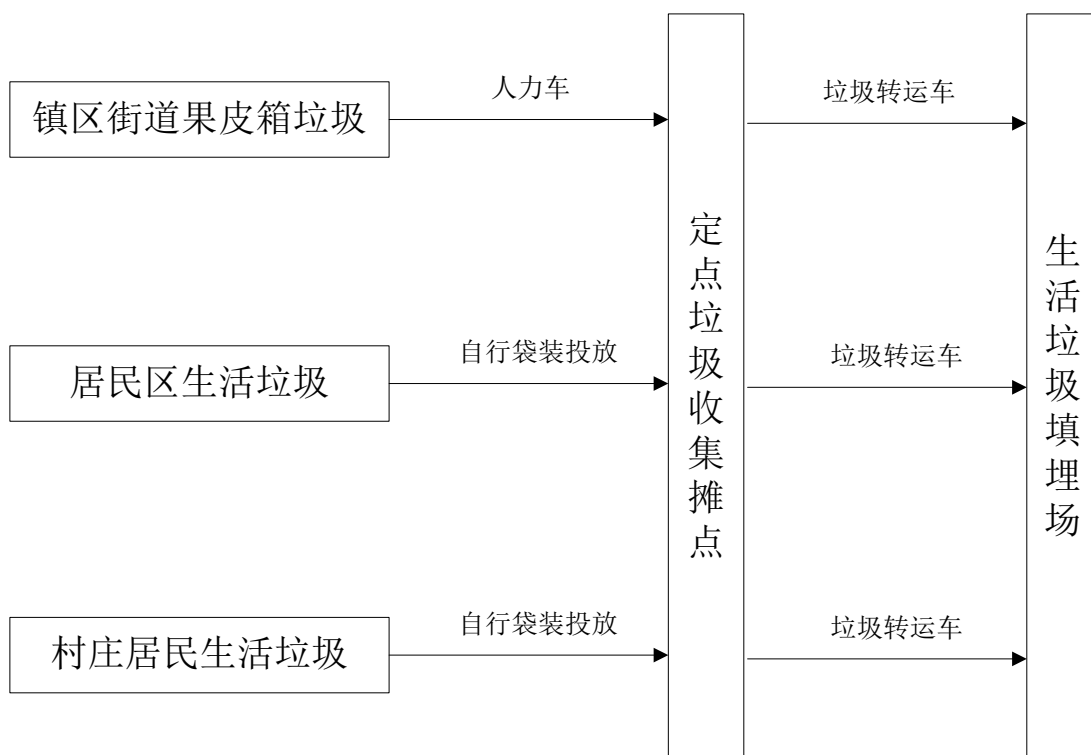 人力车
垃圾转运车
镇区街道果皮箱垃圾
定点垃圾收集摊点
生活垃圾填埋场
自行袋装投放
垃圾转运车
居民区生活垃圾
自行袋装投放
垃圾转运车
村庄居民生活垃圾